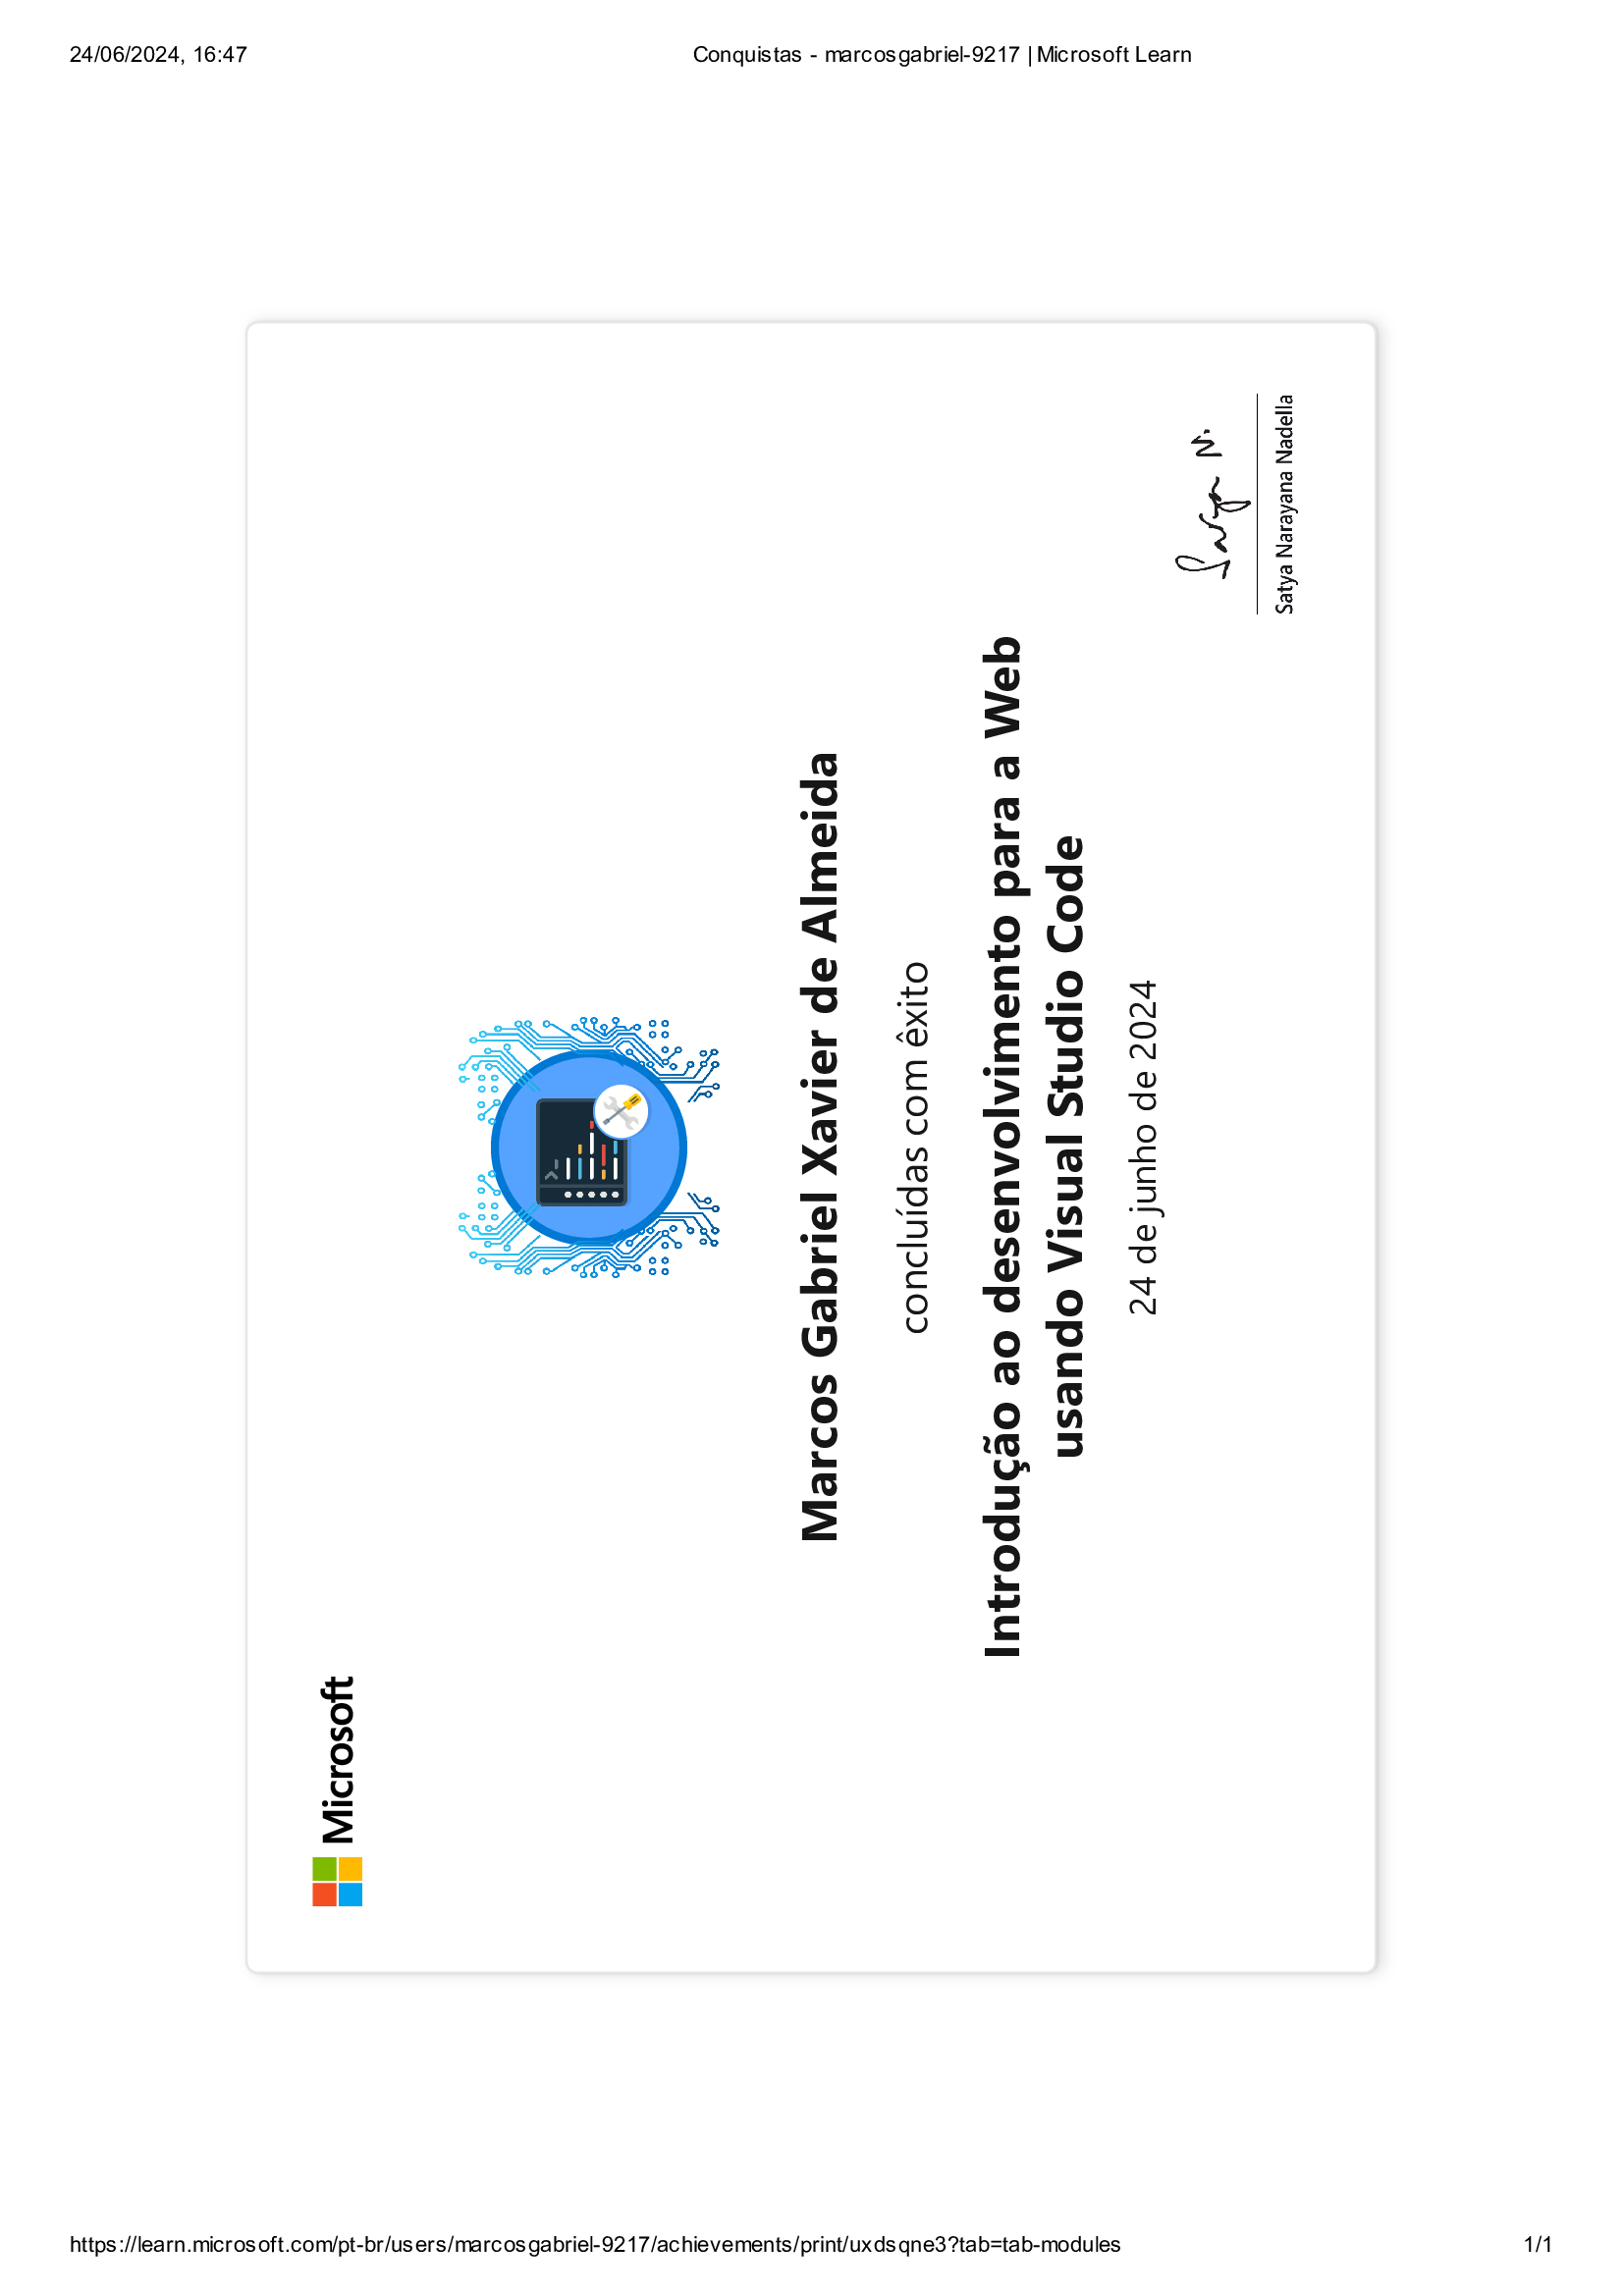 24/06/2024, 16:47
Conquistas - marcosgabriel-9217 | Microsoft Learn
Microsoft
Marcos Gabriel Xavier de Almeida
concluídas com êxito
Introdução ao desenvolvimento para a Web
usando Visual Studio Code
24 de junho de 2024
Satya N.
Satya Narayana Nadella
https://learn.microsoft.com/pt-br/users/marcosgabriel-9217/achievements/print/uxdsqne3?tab=tab-modules
1/1